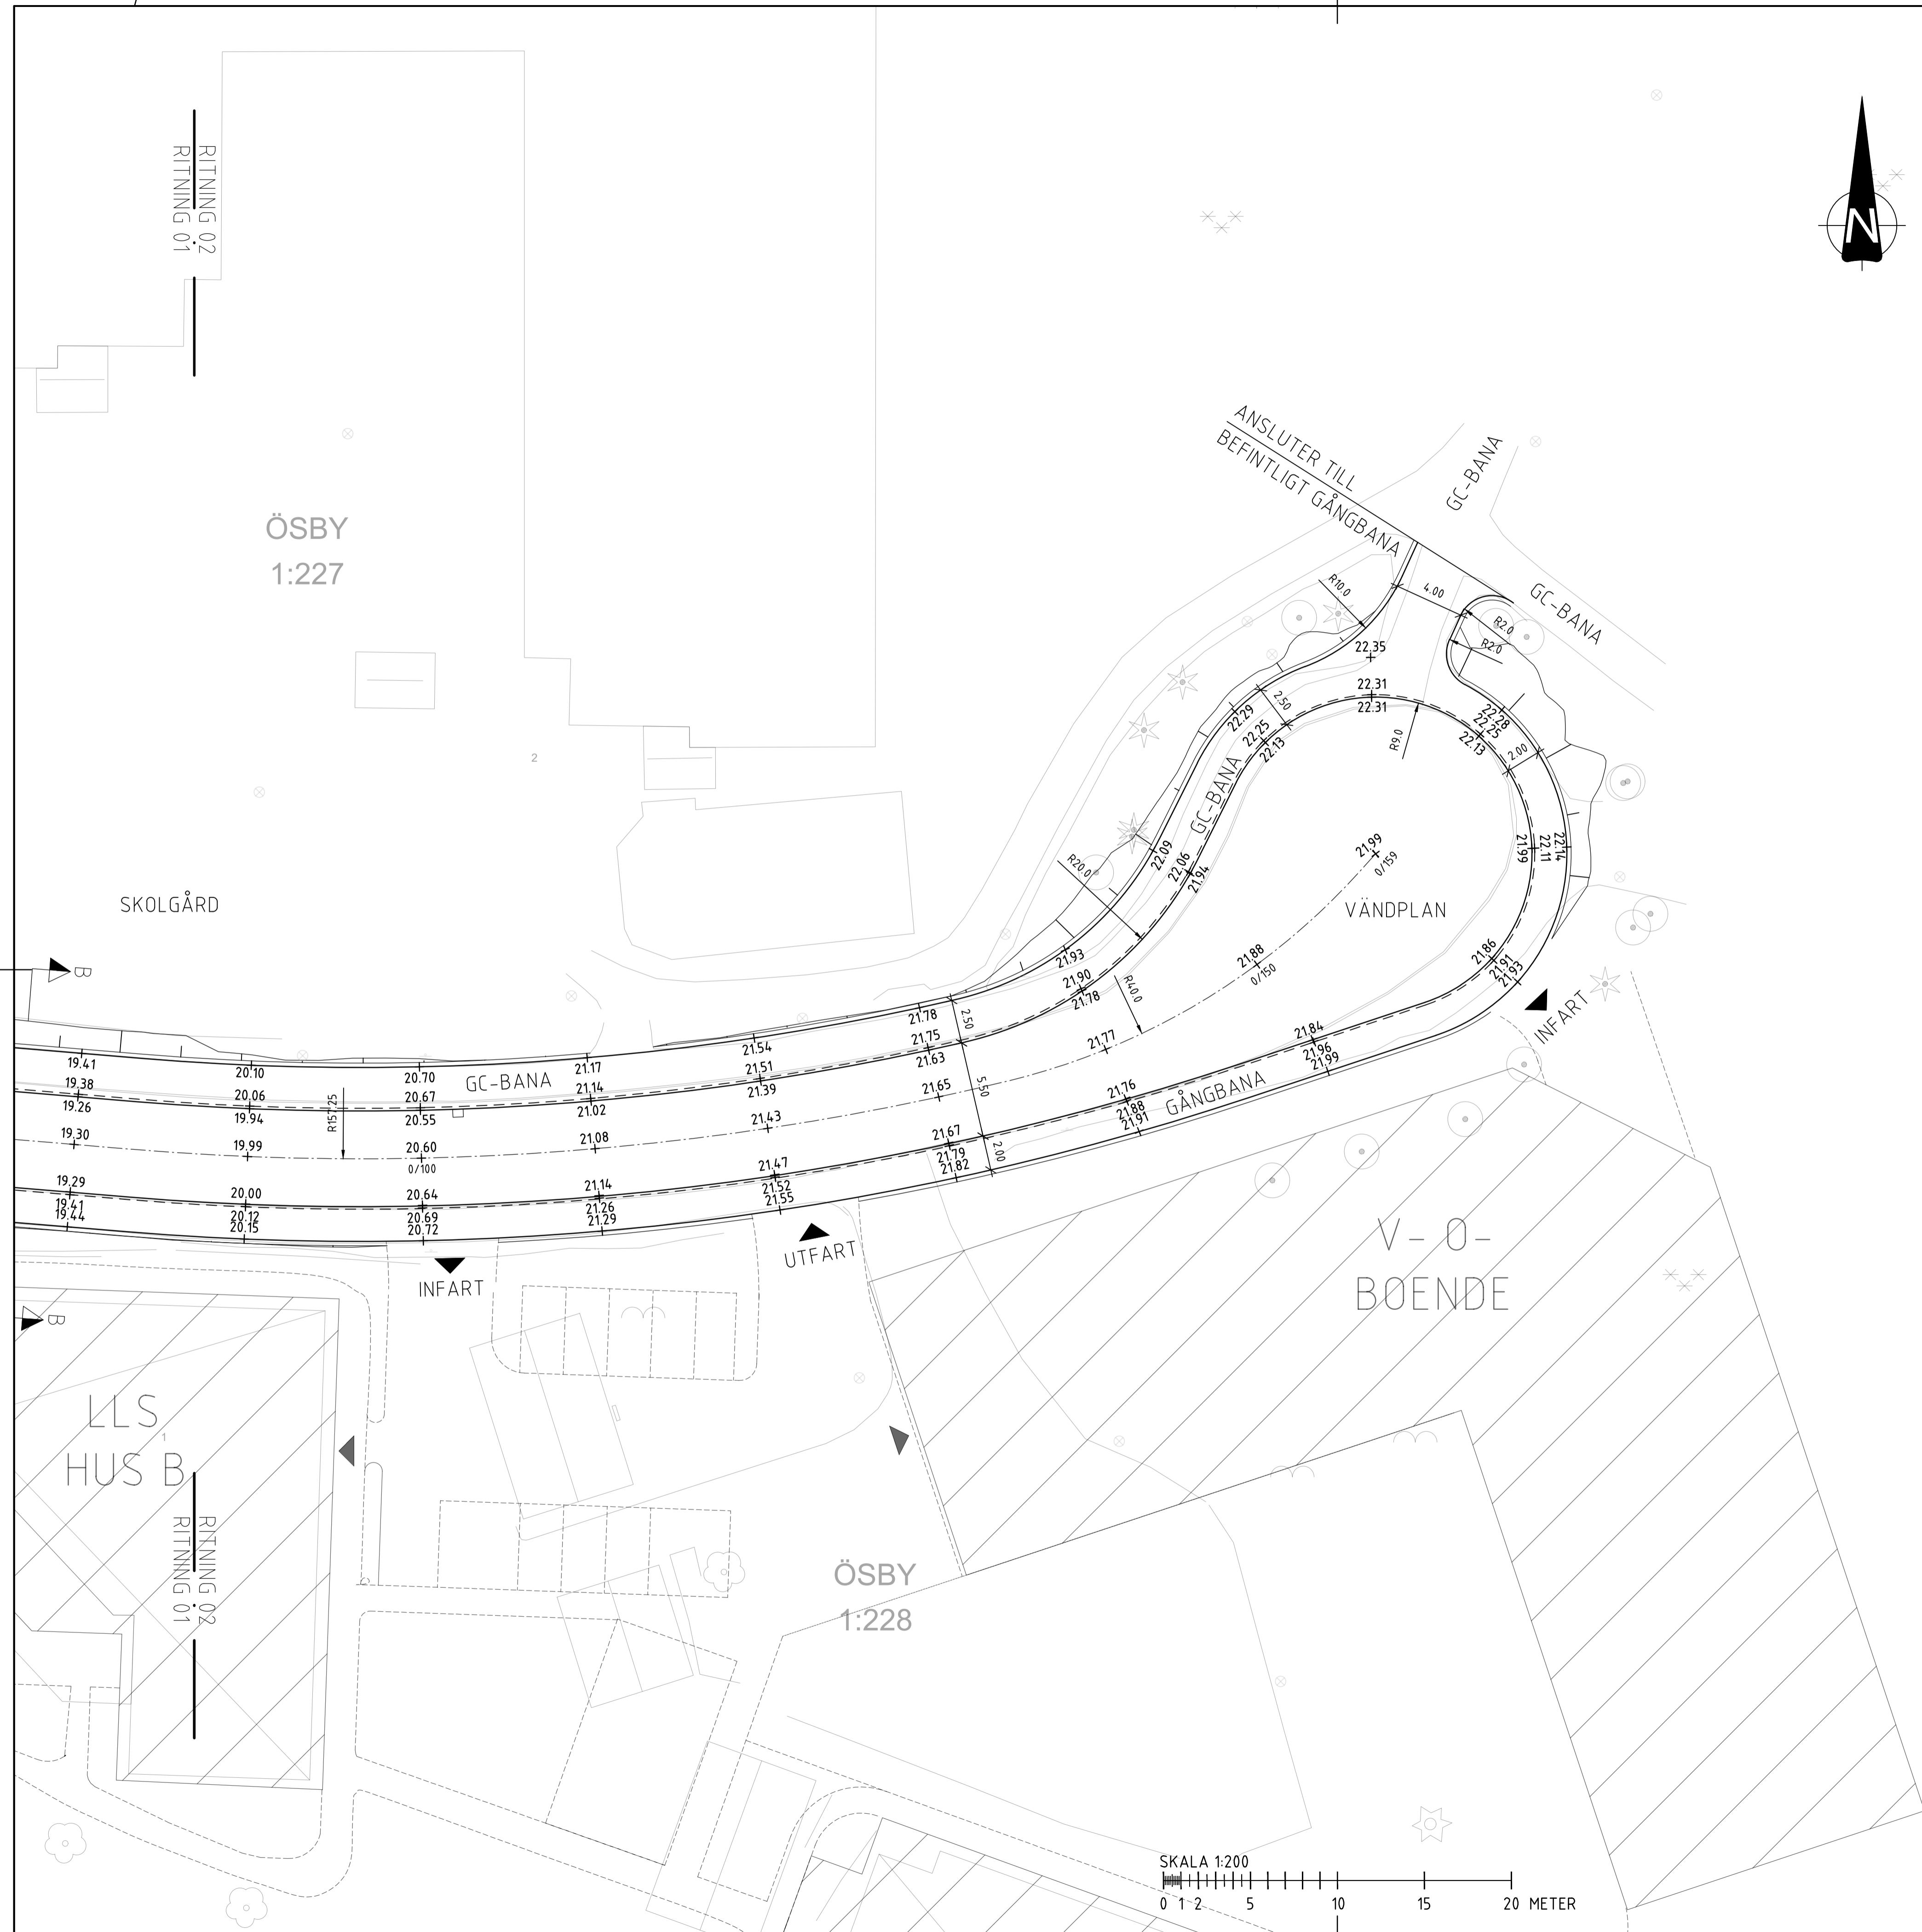 RITNING 02
RITNING 01
N
ANSLUTER TILL
BEFINTLIGT GÅNGBANA
GC-BANA
GC-BANA
ÖSBY
1:227
R10.0
4.00
R2.0
R2.0
22.35
22.31
22.31
2.50
22.29
22.25
22.13
22.28
22.25
22.13
2.00
R9.0
GC-BANA
2
22.09
22.06
21.94
R20.0
21.99
0/159
21.99
22.11
22.14
SKOLGÅRD
VÄNDPLAN
B
21.93
21.90
21.78
21.88
0/150
R40.0
21.86
21.91
21.93
INFART
21.78
21.75
21.63
2.50
21.77
21.84
21.96
21.99
19.41
19.38
19.26
19.30
19.29
19.41
19.44
20.10
20.06
19.94
19.99
20.00
20.12
20.15
R157.25
20.70
20.67
20.55
20.60
0/100
20.64
20.69
20.72
GC-BANA
21.17
21.14
21.02
21.08
21.14
21.26
21.29
21.54
21.51
21.39
21.43
21.47
21.52
21.55
21.65
5.50
21.67
21.79
21.82
2.00
21.76
21.88
21.91
GÅNGBANA
INFART
UTFART
V-O-
BOENDE
B
LLS
1
HUS B
RITNING 02
RITNING 01
ÖSBY
1:228
SKALA 1:200
0 1 2 5 10 15 20 METER